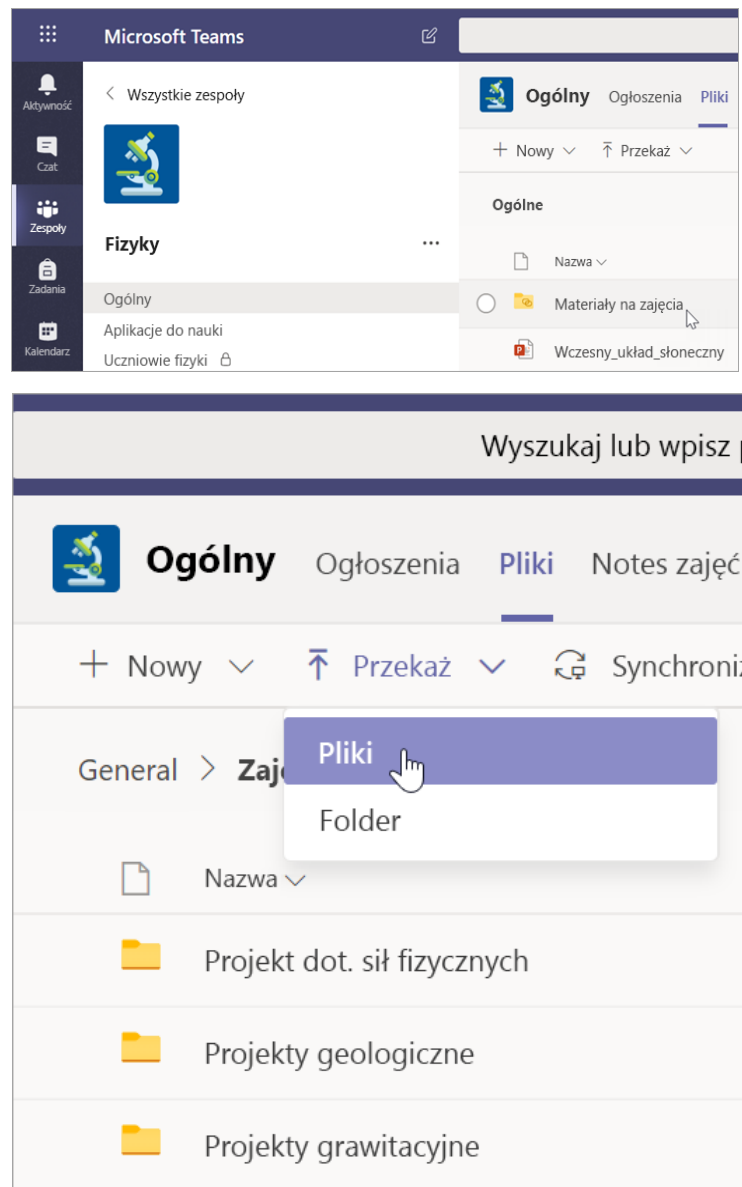 Microsoft Teams
Aktywność
Czat
Zespoły
Zadania
Kalendarz
Wszystkie zespoły
Fizyky
Ogólny
Aplikacje do nauki
Uczniowie fizyki
Ogólny Ogłoszenia Pliki
Nowy Przekaż
Ogólne
Nazwa
Materiały na zajęcia
Wczesny_układ_słoneczny
Wyszukaj lub wpisz
Ogólny Ogłoszenia Pliki Notes zajęć
Nowy Przekaż Synchroniz
General > Zaj
Pliki
Folder
Nazwa
Projekt dot. sił fizycznych
Projekty geologiczne
Projekty grawitacyjne